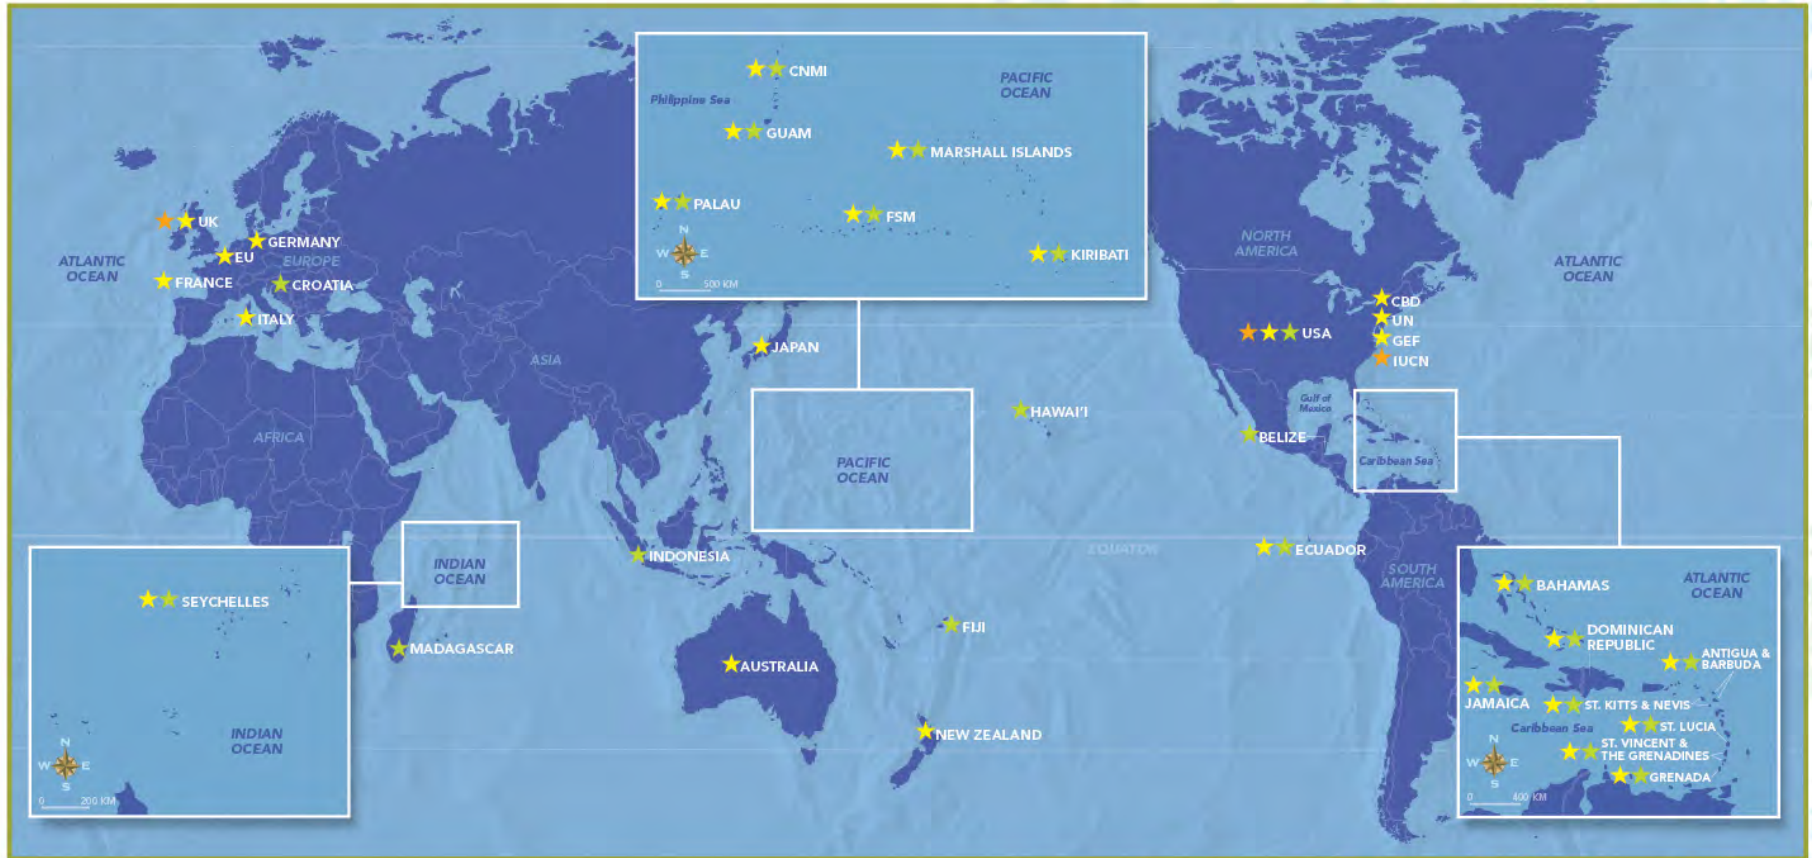 CNMI
PACIFIC
OCEAN
Philippine Sea
GUAM
MARSHALL ISLANDS
PALAU
FSM
N
W E
S
KIRIBATI
0 500 KM
UK
GERMANY
EU
EUROPE
ATLANTIC
OCEAN
FRANCE
CROATIA
ITALY
NORTH
AMERICA
ATLANTIC
OCEAN
CBD
UN
USA
GEF
IUCN
JAPAN
ASIA
Gulf of
Mexico
HAWAI'I
BELIZE
AFRICA
PACIFIC
OCEAN
Caribbean Sea
INDONESIA
EQUATOR
ECUADOR
INDIAN
OCEAN
SOUTH
AMERICA
SEYCHELLES
INDIAN
OCEAN
N
W E
S
0 200 KM
MADAGASCAR
FIJI
AUSTRALIA
NEW ZEALAND
BAHAMAS
ATLANTIC
OCEAN
DOMINICAN
REPUBLIC
ANTIGUA &
BARBUDA
JAMAICA
ST. KITTS & NEVIS
Caribbean Sea
ST. LUCIA
ST. VINCENT &
THE GRENADINES
GRENADA
N
W E
S
0 400 KM